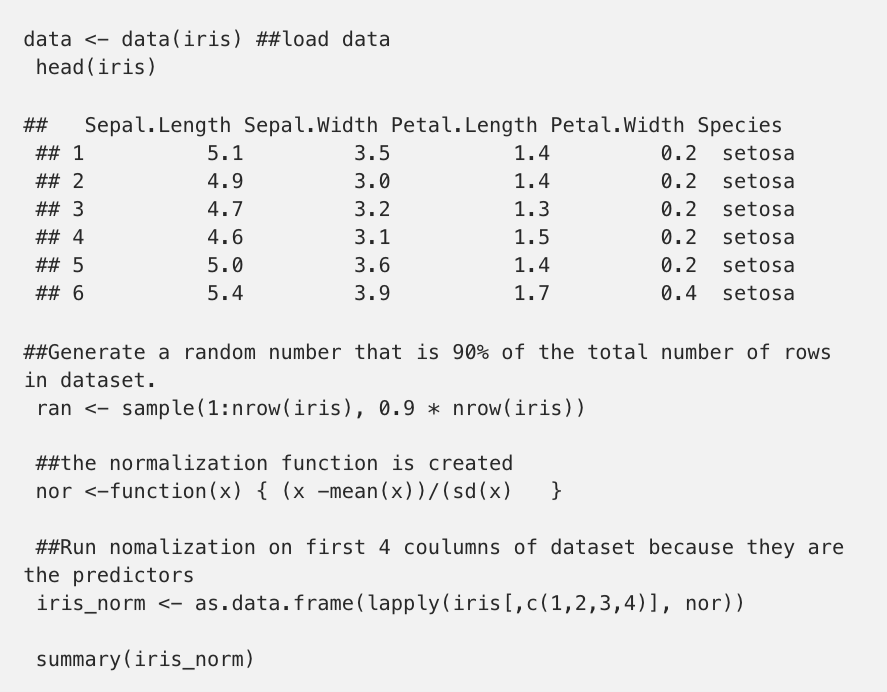 data <- data(iris) ##load data
 head(iris)

##   Sepal.Length Sepal.Width Petal.Length Petal.Width Species
 ## 1          5.1         3.5          1.4         0.2  setosa
 ## 2          4.9         3.0          1.4         0.2  setosa
 ## 3          4.7         3.2          1.3         0.2  setosa
 ## 4          4.6         3.1          1.5         0.2  setosa
 ## 5          5.0         3.6          1.4         0.2  setosa
 ## 6          5.4         3.9          1.7         0.4  setosa

##Generate a random number that is 90% of the total number of rows
in dataset.
 ran <- sample(1:nrow(iris), 0.9 * nrow(iris))

 ##the normalization function is created
 nor <-function(x) { (x -mean(x))/(sd(x)   }

 ##Run nomalization on first 4 coulumns of dataset because they are
the predictors
 iris_norm <- as.data.frame(lapply(iris[,c(1,2,3,4)], nor))

 summary(iris_norm)